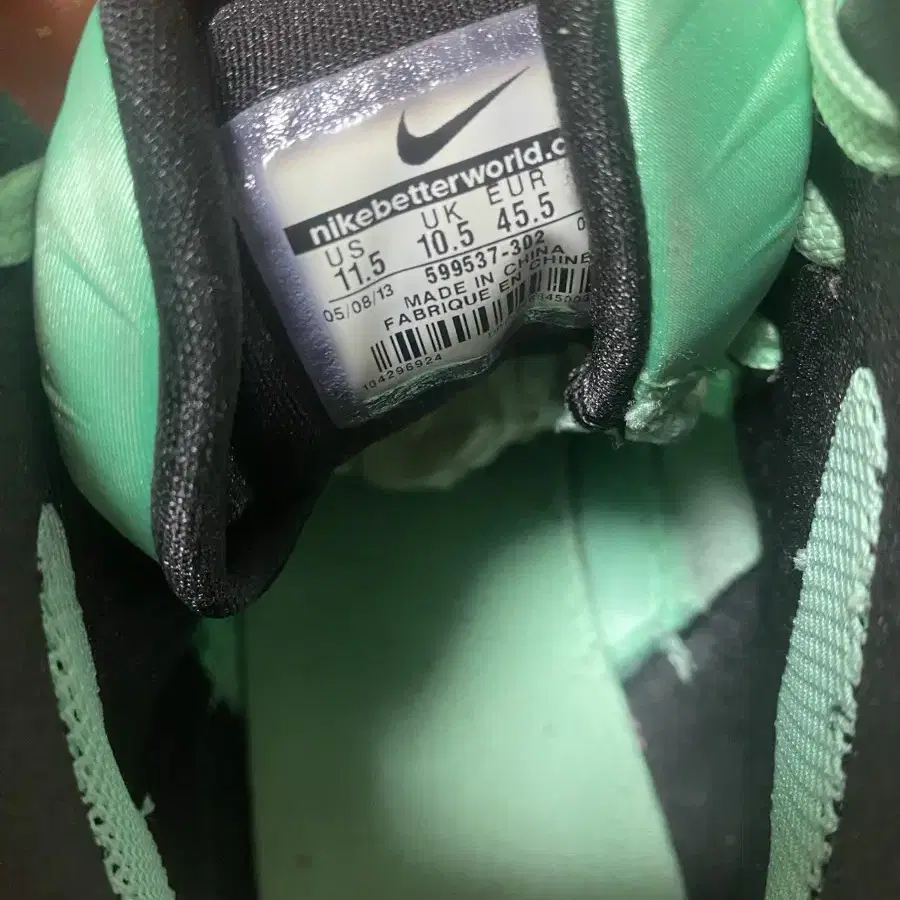 nikebetterworld.c
US UK EUR
11.5 10.5 45.5
599537-302
05/08/13
MADE IN CHINA
FABRIQUE EN CHINE
104296924